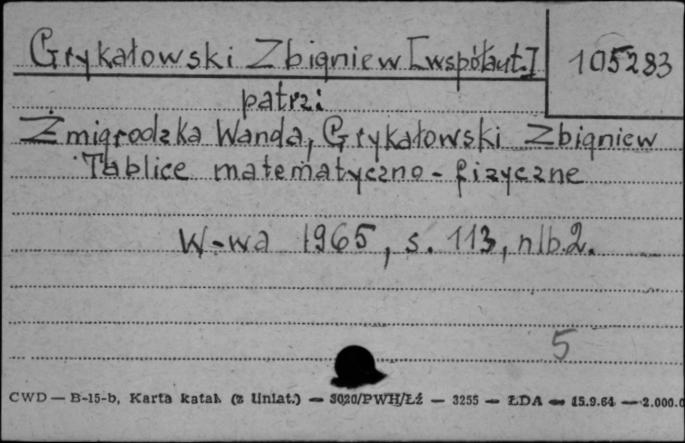 Grykałowski Zbigniew [współaut.] 105283
patrz:
Żmigrodzka Wanda, Grykałowski Zbigniew
Tablice matematyczno-fizyczne
W-wa 1965, s. 113, nlb. 2.
5
CWD — B-15-b, Karta katal. (z liniat.) — 3020/PWH/Łź — 3255 — ŁDA — 15.9.64 — 2.000.0